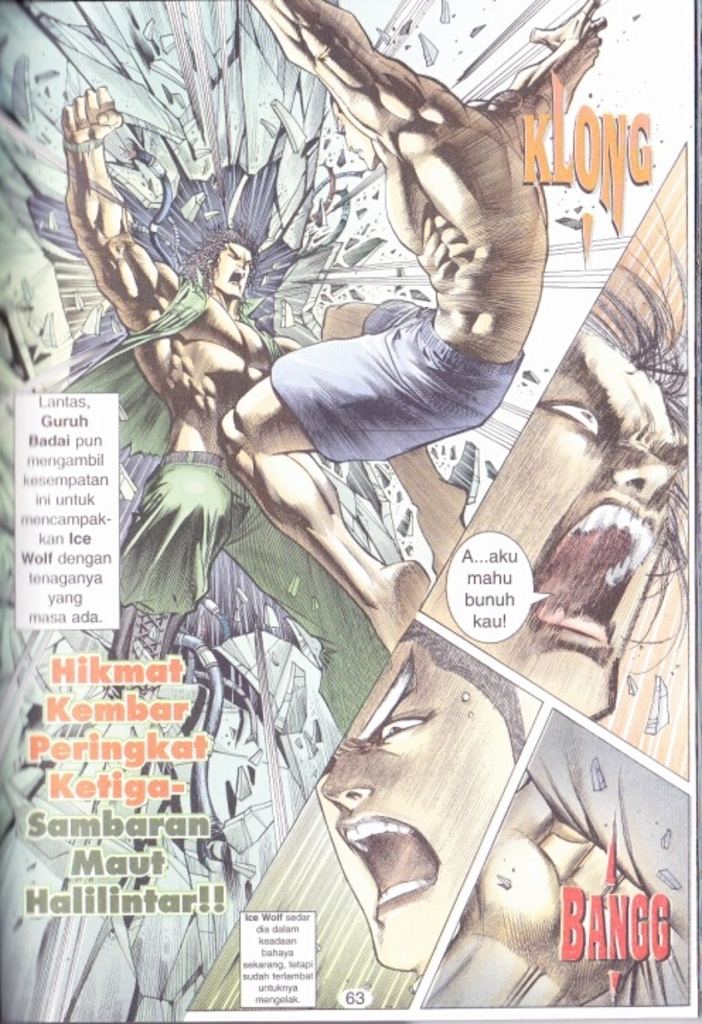 KLONG
Lantas,
Guruh
Badai pun
mengambil
kesempatan
ini untuk
mencampak-
kan Ice
Wolf dengan
tenaganya
yang
masa ada.
A...aku
mahu
bunuh
kau!
Hikmat
Kembar
Peringkat
Ketiga-
Sambaran
Maut
Halilintar!!
BANGG
Ice Wolf sedar
dia dalam
keadaan
bahaya
sekarang, tetapi
sudah terlambat
untuknya
mengelak.
63